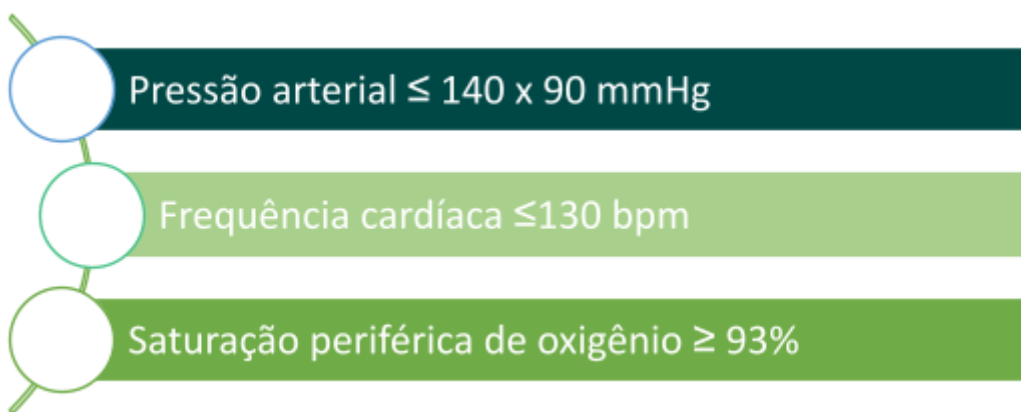 Pressão arterial ≤ 140 x 90 mmHg
Frequência cardíaca ≤130 bpm
Saturação periférica de oxigênio ≥ 93%